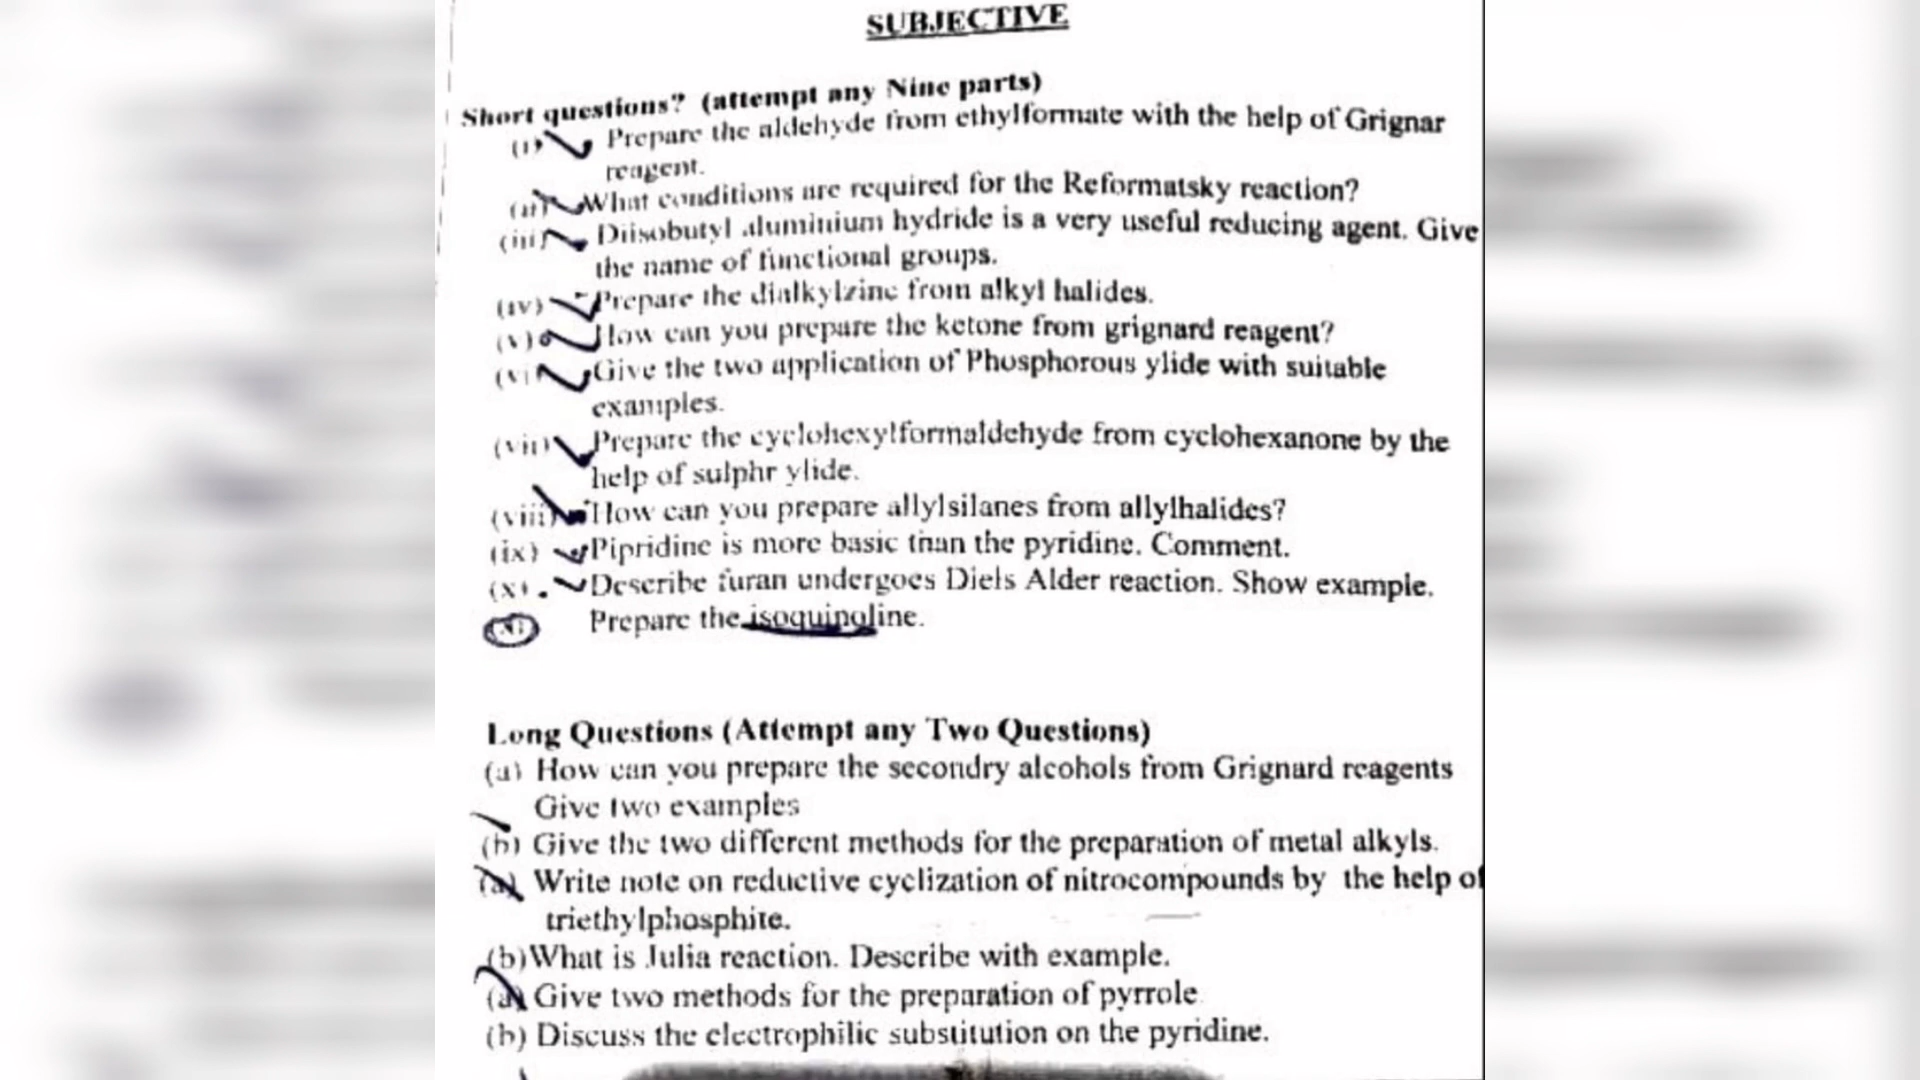 SUBJECTIVE
Short questions? (attempt any Nine parts)
(i) Prepare the aldehyde from ethylformate with the help of Grignar
reagent.
(ii) What conditions are required for the Reformatsky reaction?
(iii) Diisobutyl aluminium hydride is a very useful reducing agent. Give
the name of functional groups.
(iv) Prepare the dialkylzinc from alkyl halides.
(v) How can you prepare the ketone from grignard reagent?
(vi Give the two application of Phosphorous ylide with suitable
examples.
(vii) Prepare the cyclohexylformaldehyde from cyclohexanone by the
help of sulphr ylide.
(viii) How can you prepare allylsilanes from allylhalides?
(ix) Pipridine is more basic than the pyridine. Comment.
(x) Describe furan undergoes Diels Alder reaction. Show example.
(xi Prepare the isoquinoline.
Long Questions (Attempt any Two Questions)
(a) How can you prepare the secondry alcohols from Grignard reagents
Give two examples
(b) Give the two different methods for the preparation of metal alkyls.
(a) Write note on reductive cyclization of nitrocompounds by the help of
triethylphosphite.
(b)What is Julia reaction. Describe with example.
(a) Give two methods for the preparation of pyrrole
(b) Discuss the electrophilic substitution on the pyridine.